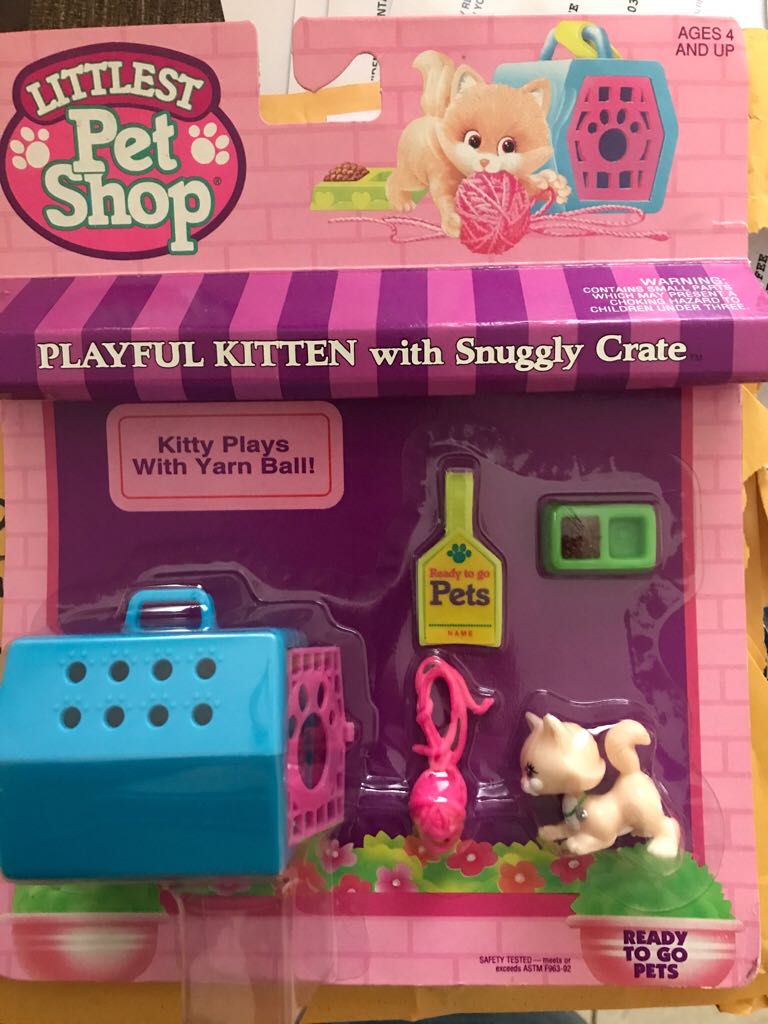 AGES 4
AND UP
LITTLEST
Pet
Shop®
WARNING:
CONTAINS SMALL PARTS
WHICH MAY PRESENT A
CHOKING HAZARD TO
CHILDREN UNDER THREE
PLAYFUL KITTEN with Snuggly Crate™
Kitty Plays
With Yarn Ball!
Ready to go
Pets
NAME
SAFETY TESTED — meets or
exceeds ASTM F963-92
READY
TO GO
PETS